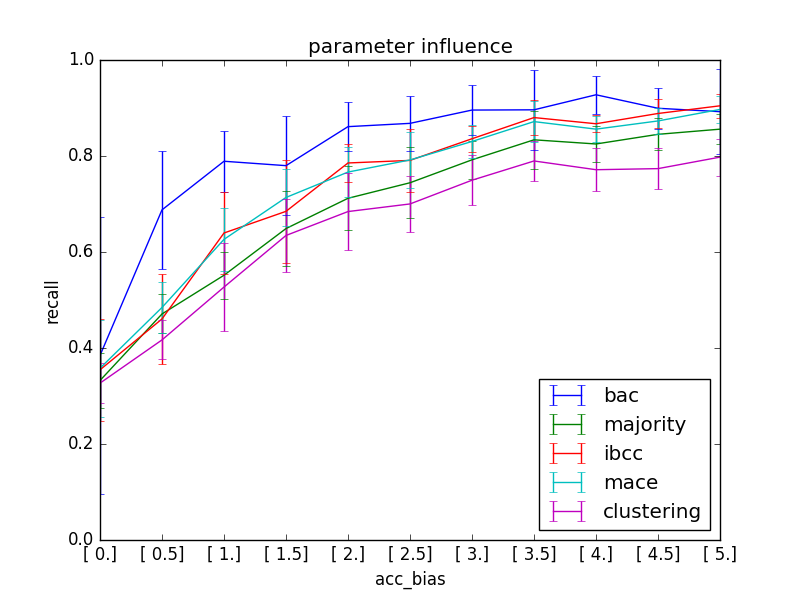 parameter influence
1.0
0.8
0.6
0.4
0.2
0.0
recall
bac
majority
ibcc
mace
clustering
[ 0.] [ 0.5] [ 1.] [ 1.5] [ 2.] [ 2.5] [ 3.] [ 3.5] [ 4.] [ 4.5] [ 5.]
acc_bias